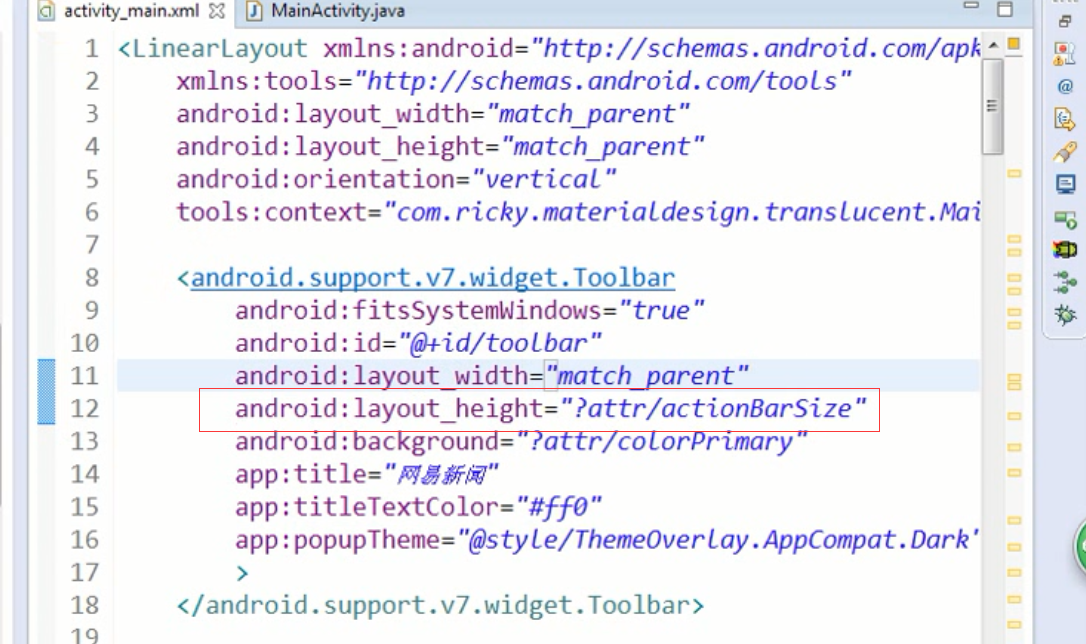 activity_main.xml MainActivity.java
1 <LinearLayout xmlns:android="http://schemas.android.com/apk
2 xmlns:tools="http://schemas.android.com/tools"
3 android:layout_width="match_parent"
4 android:layout_height="match_parent"
5 android:orientation="vertical"
6 tools:context="com.ricky.materialdesign.translucent.Mai
7
8 <android.support.v7.widget.Toolbar
9 android:fitsSystemWindows="true"
10 android:id="@+id/toolbar"
11 android:layout_width="match_parent"
12 android:layout_height="?attr/actionBarSize"
13 android:background="?attr/colorPrimary"
14 app:title="网易新闻"
15 app:titleTextColor="#ff0"
16 app:popupTheme="@style/ThemeOverlay.AppCompat.Dark"
17 >
18 </android.support.v7.widget.Toolbar>
19